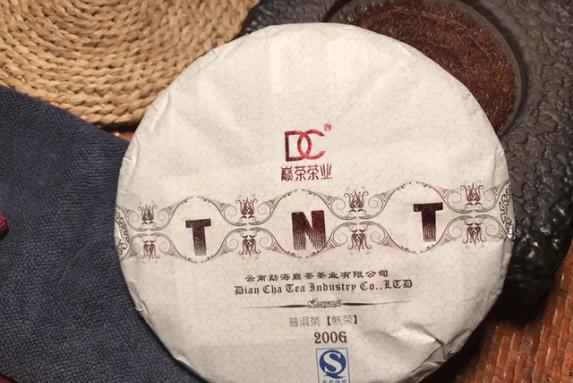 DC®
巅茶茶业
T N T
云南勐海巅茶茶业有限公司
Dian Cha Tea Industry Co.,LTD
Heavyweight
普洱茶【熟茶】
200G